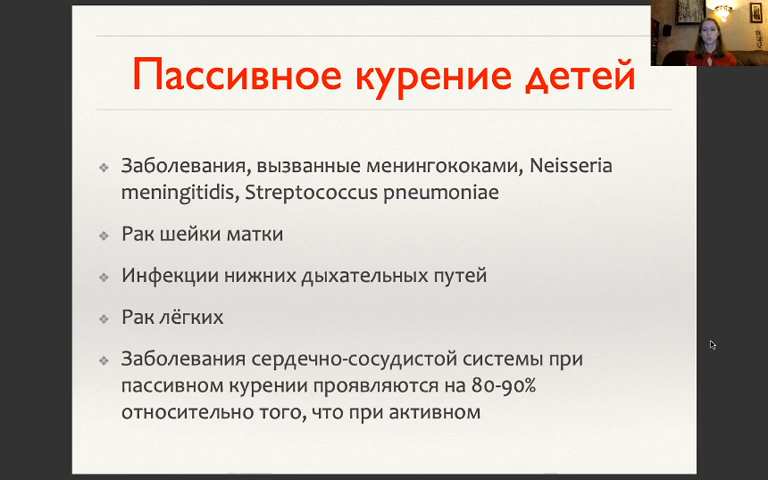 Пассивное курение детей
Заболевания, вызванные менингококами, Neisseria
meningitidis, Streptococcus pneumoniae
Рак шейки матки
Инфекции нижних дыхательных путей
Рак лёгких
Заболевания сердечно-сосудистой системы при
пассивном курении проявляются на 80-90%
относительно того, что при активном